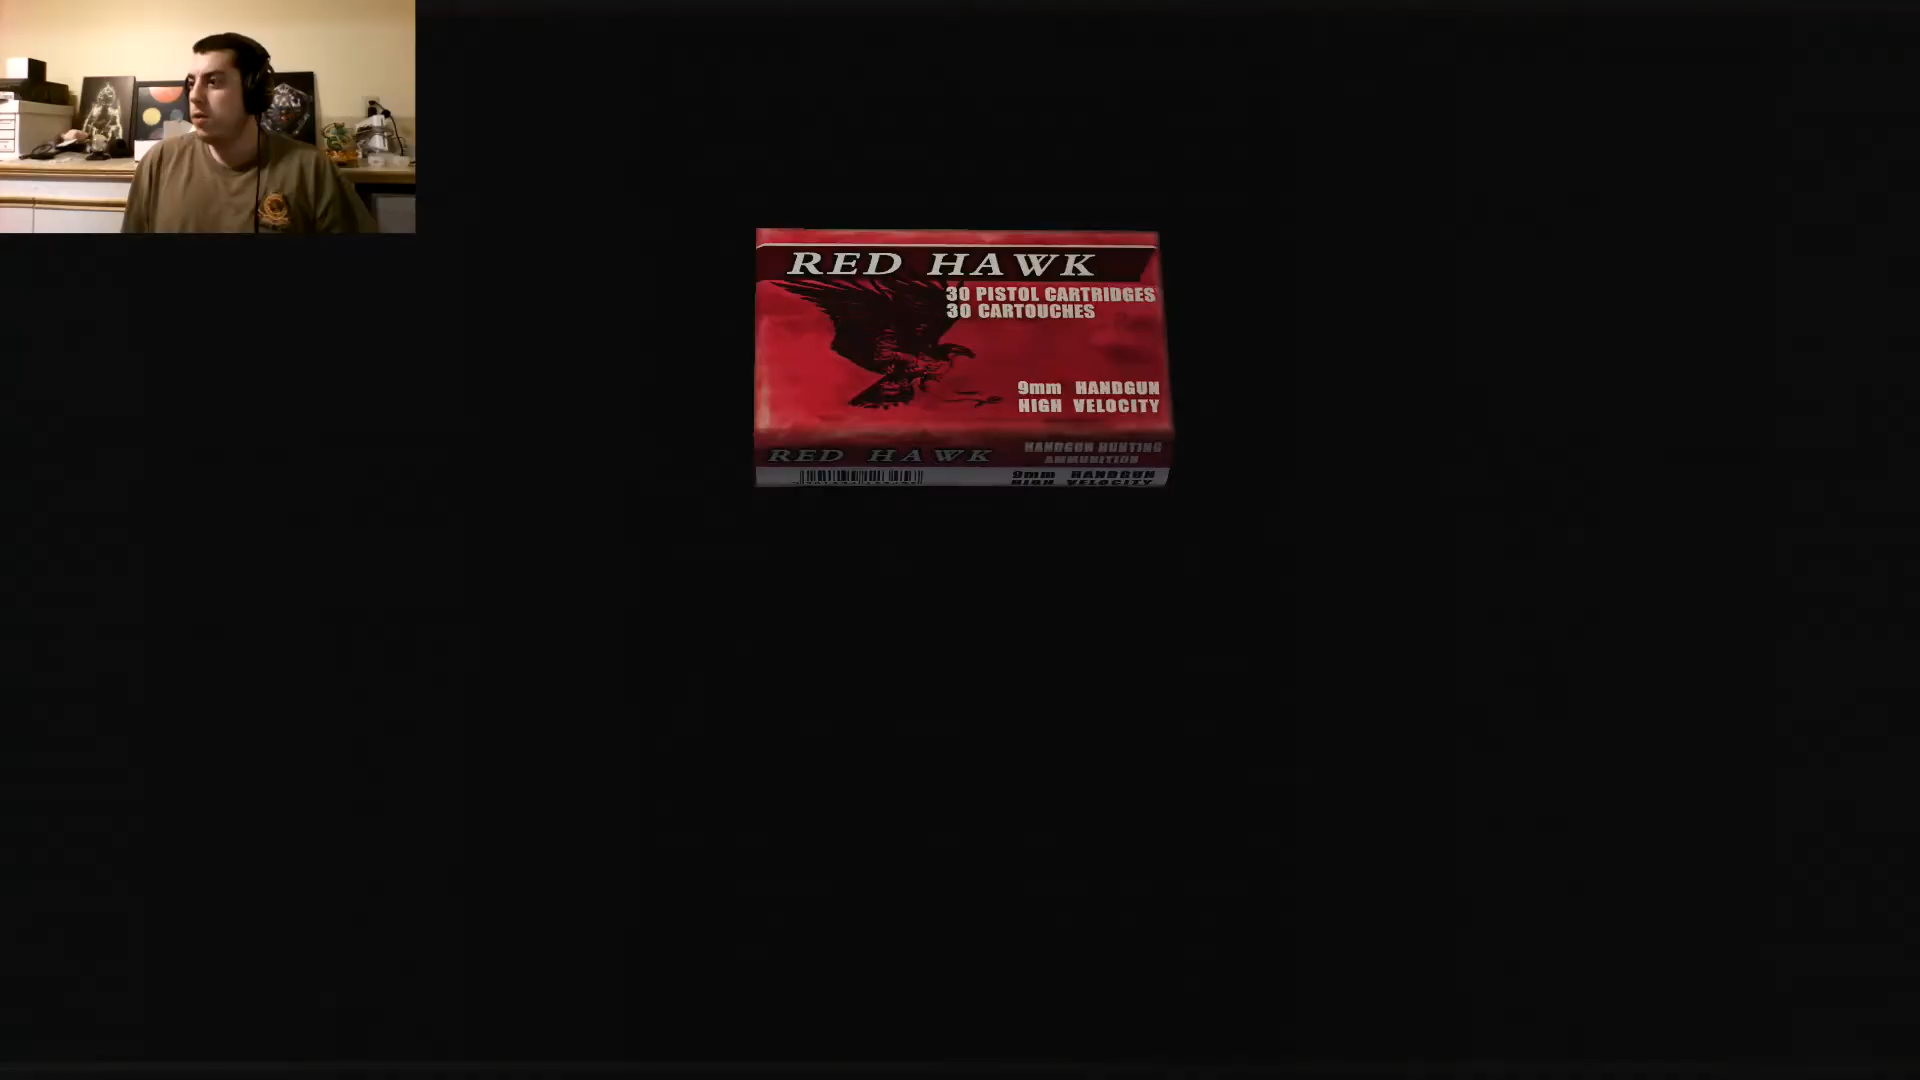 RED HAWK
30 PISTOL CARTRIDGES
30 CARTOUCHES
9mm HANDGUN
HIGH VELOCITY
RED HAWK
HANDGUN HUNTING
AMMUNITION
9mm HANDGUN
HIGH VELOCITY